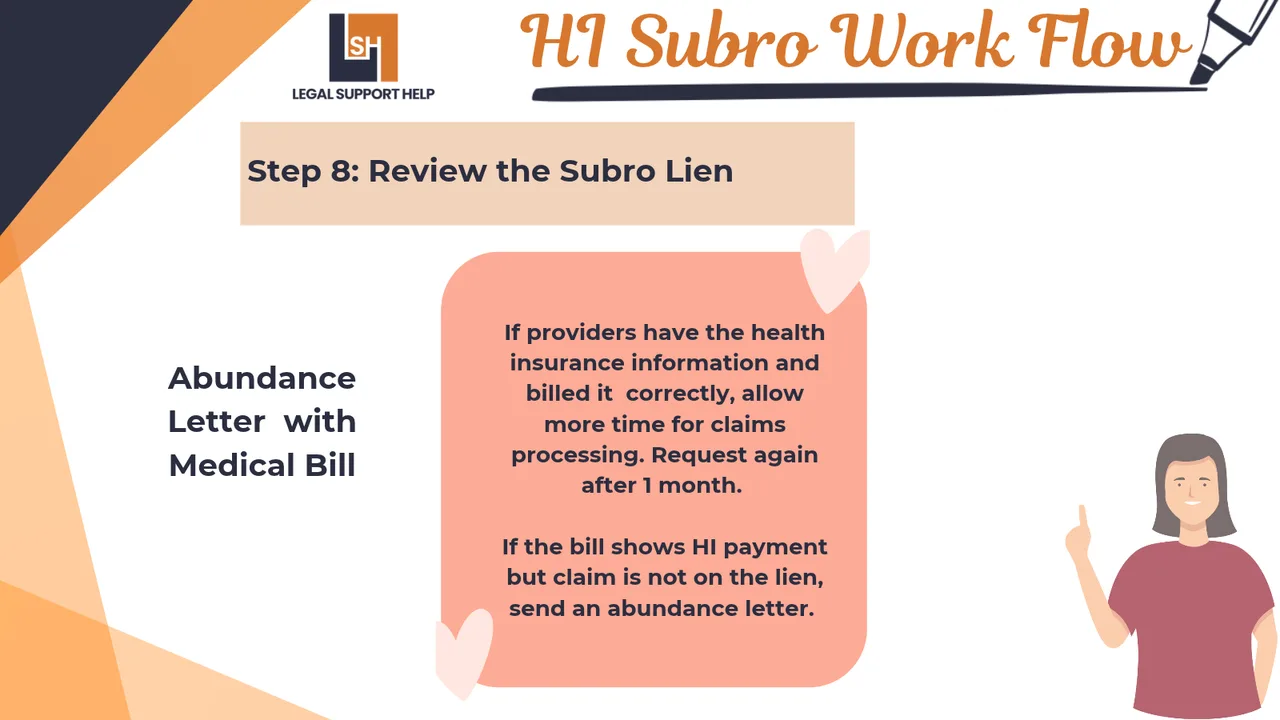 HI Subro Work Flow
LSH
LEGAL SUPPORT HELP
Step 8: Review the Subro Lien
Abundance
Letter with
Medical Bill
If providers have the health
insurance information and
billed it correctly, allow
more time for claims
processing. Request again
after 1 month.
If the bill shows HI payment
but claim is not on the lien,
send an abundance letter.